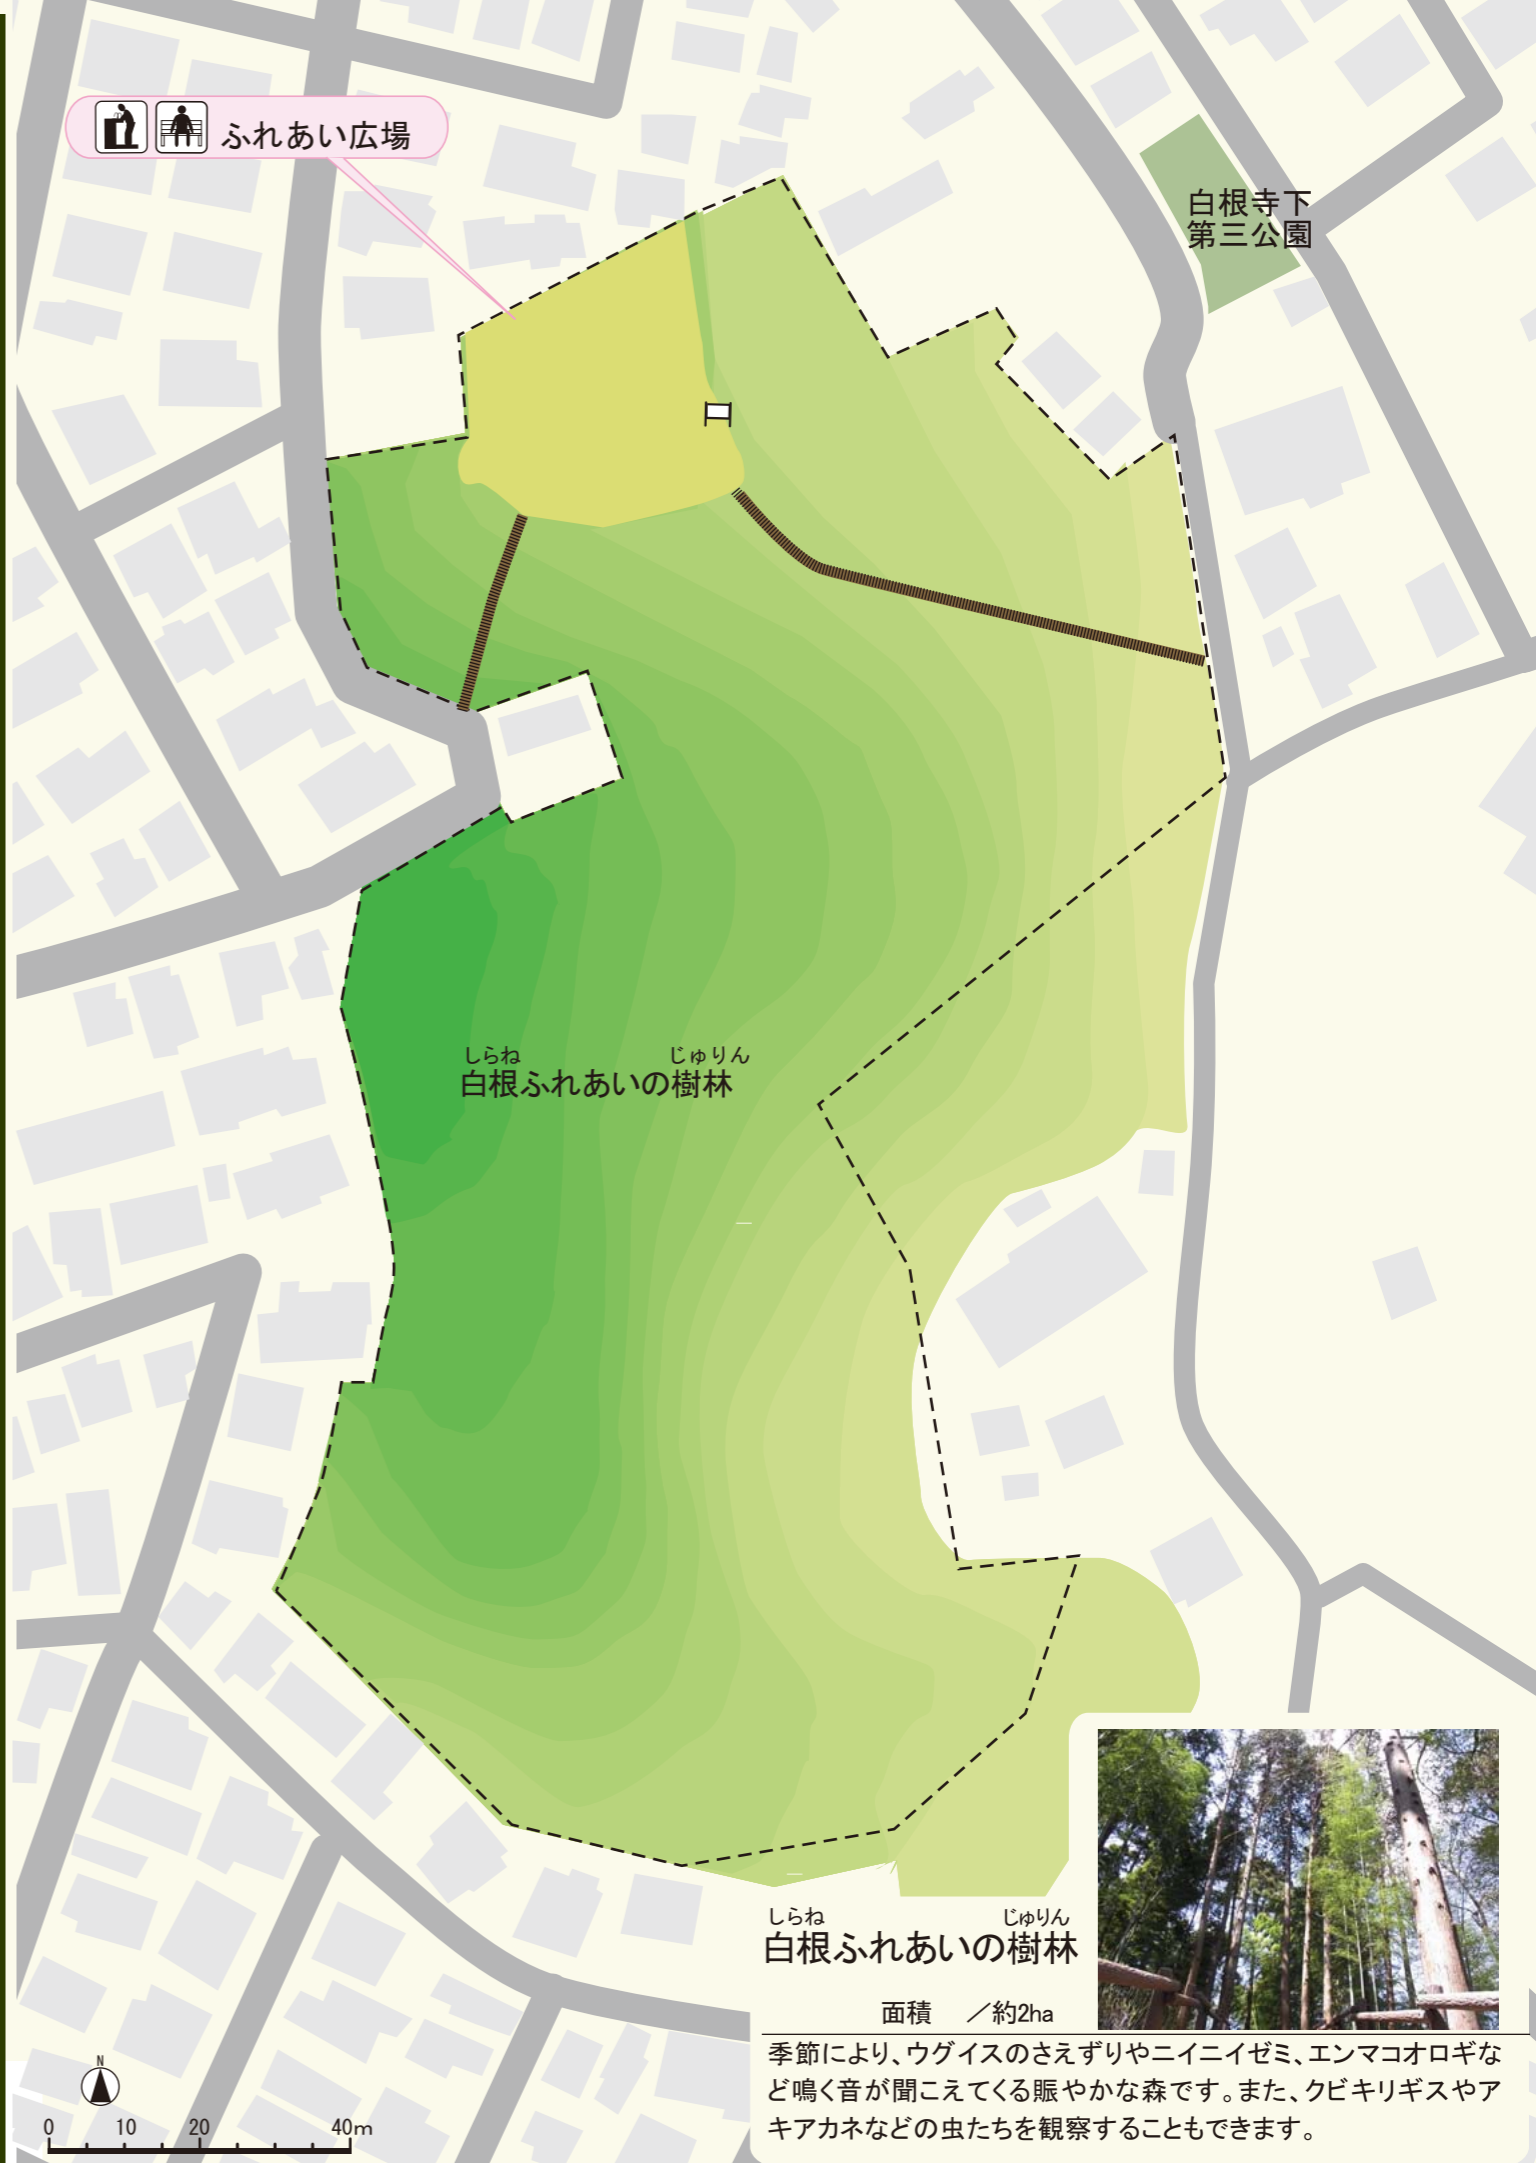 ふれあい広場
白根寺下
第三公園
しらね じゅりん
白根ふれあいの樹林
しらね じゅりん
白根ふれあいの樹林
面積 ／約2ha
季節により、ウグイスのさえずりやニイニイゼミ、エンマコオロギな
ど鳴く音が聞こえてくる賑やかな森です。また、クビキリギスやア
キアカネなどの虫たちを観察することもできます。
N
0 10 20 40m